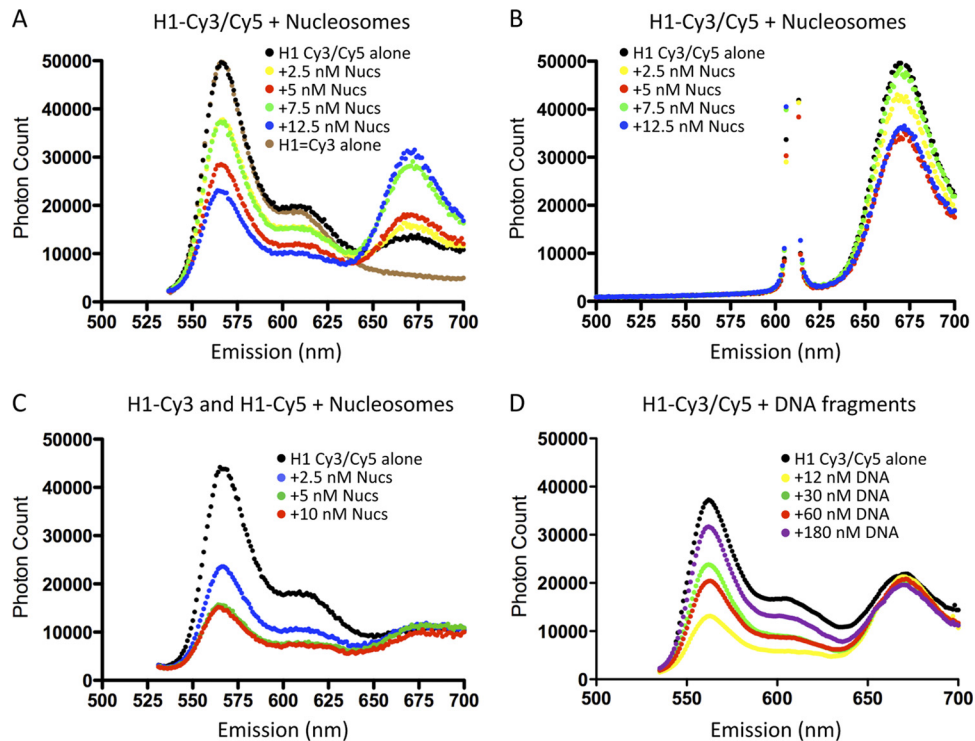 A
H1-Cy3/Cy5 + Nucleosomes
Photon Count
60000
50000
40000
30000
20000
10000
0
500 525 550 575 600 625 650 675 700
Emission (nm)
H1 Cy3/Cy5 alone
+2.5 nM Nucs
+5 nM Nucs
+7.5 nM Nucs
+12.5 nM Nucs
H1=Cy3 alone
B
H1-Cy3/Cy5 + Nucleosomes
Photon Count
60000
50000
40000
30000
20000
10000
0
500 525 550 575 600 625 650 675 700
Emission (nm)
H1 Cy3/Cy5 alone
+2.5 nM Nucs
+5 nM Nucs
+7.5 nM Nucs
+12.5 nM Nucs
C
H1-Cy3 and H1-Cy5 + Nucleosomes
Photon Count
50000
40000
30000
20000
10000
0
500 525 550 575 600 625 650 675 700
Emission (nm)
H1 Cy3/Cy5 alone
+2.5 nM Nucs
+5 nM Nucs
+10 nM Nucs
D
H1-Cy3/Cy5 + DNA fragments
Photon Count
50000
40000
30000
20000
10000
0
500 550 600 650 700
Emission (nm)
H1 Cy3/Cy5 alone
+12 nM DNA
+30 nM DNA
+60 nM DNA
+180 nM DNA